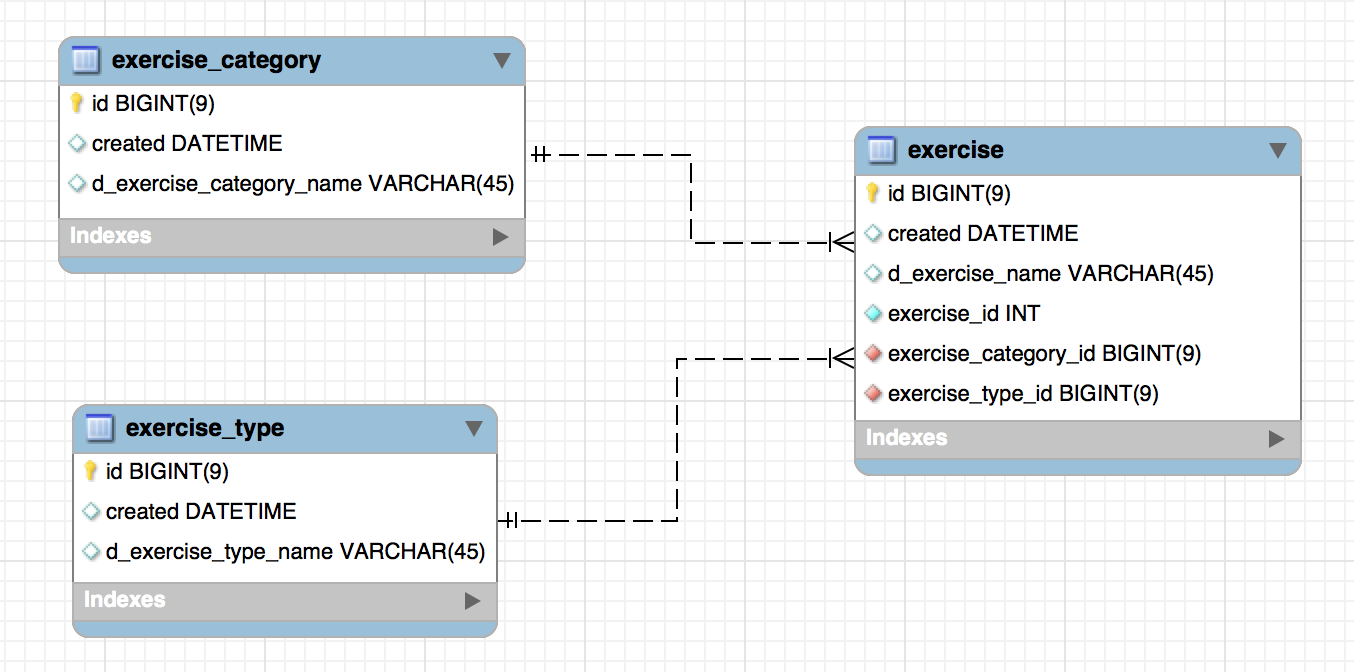 exercise_category
id BIGINT(9)
created DATETIME
d_exercise_category_name VARCHAR(45)
Indexes
exercise_type
id BIGINT(9)
created DATETIME
d_exercise_type_name VARCHAR(45)
Indexes
exercise
id BIGINT(9)
created DATETIME
d_exercise_name VARCHAR(45)
exercise_id INT
exercise_category_id BIGINT(9)
exercise_type_id BIGINT(9)
Indexes